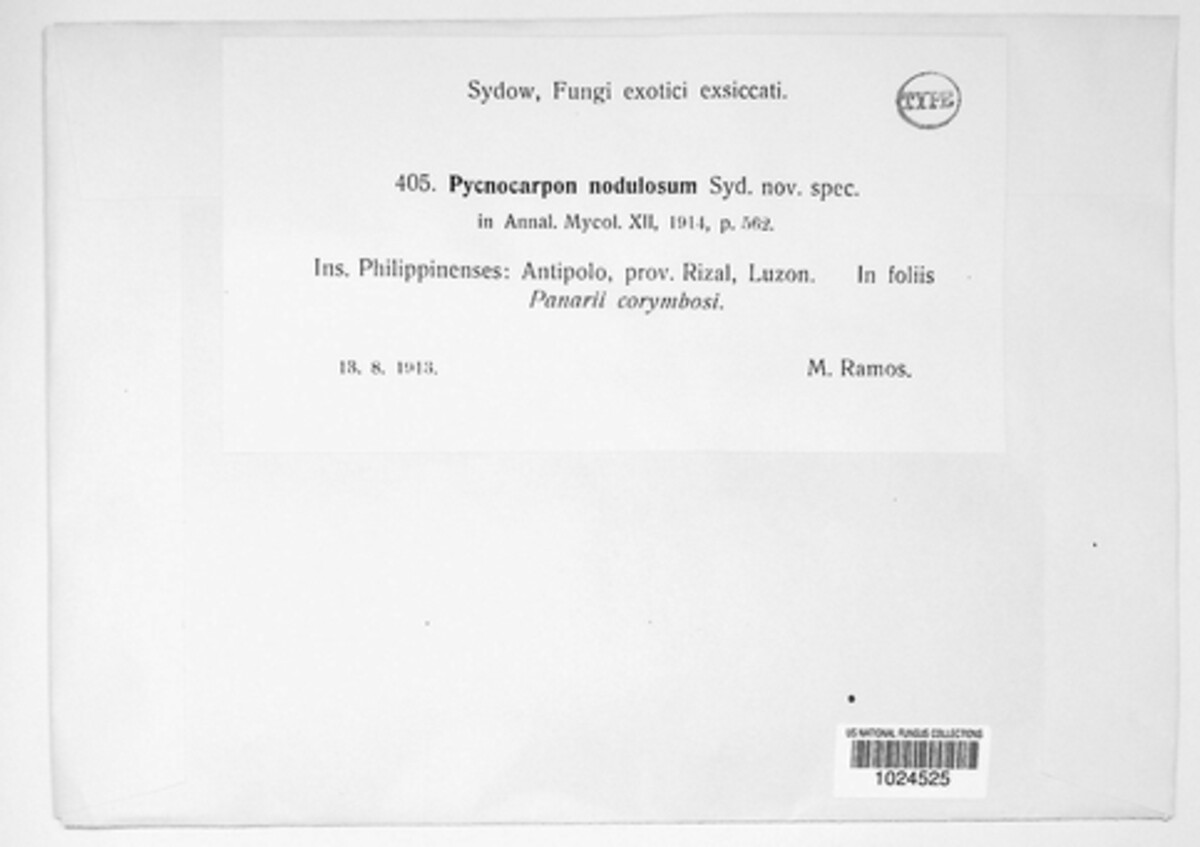 Sydow, Fungi exotici exsiccati.
TYPE
405. Pycnocarpon nodulosum Syd. nov. spec.
in Annal. Mycol. XII, 1914, p. 562.
Ins. Philippinenses: Antipolo, prov. Rizal, Luzon. In foliis
Panarii corymbosi.
13. 8. 1913. M. Ramos.
US NATIONAL FUNGUS COLLECTIONS
1024525